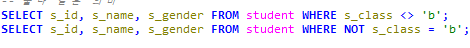 SELECT s_id, s_name, s_gender FROM student WHERE s_class <> 'b';
SELECT s_id, s_name, s_gender FROM student WHERE NOT s_class = 'b';